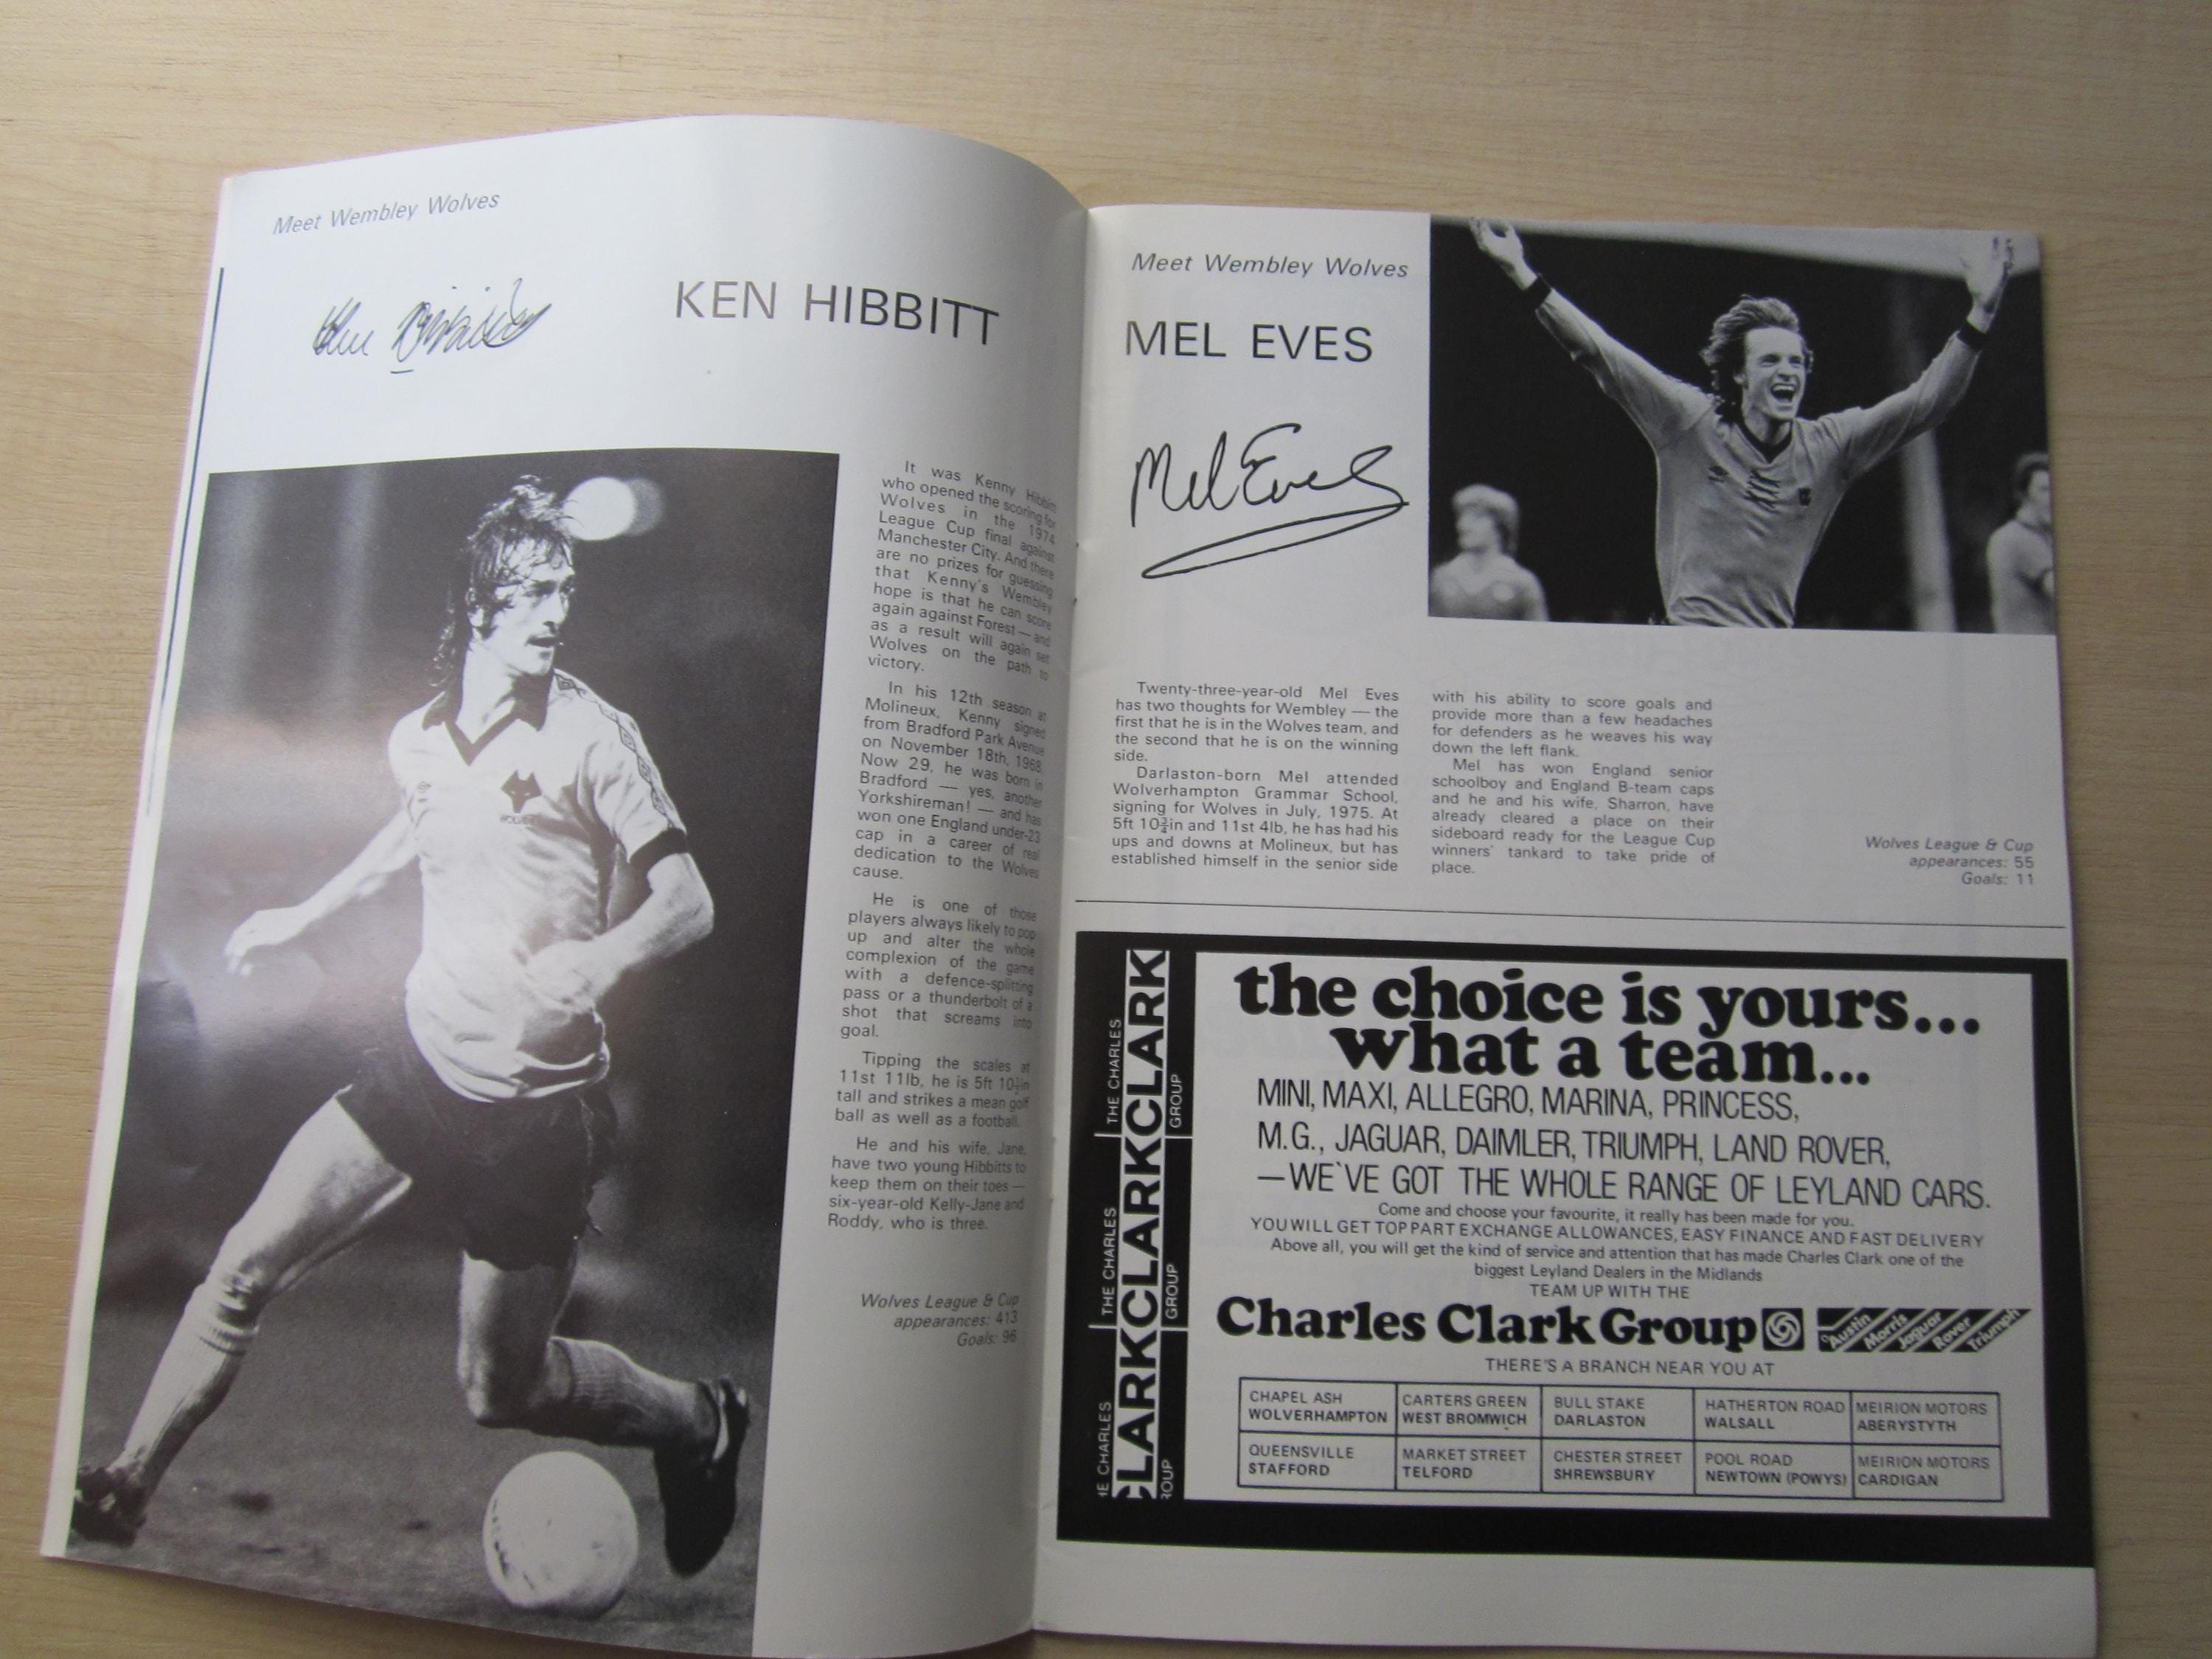 Meet Wembley Wolves
KEN HIBBITT
It was Kenny Hibbitt
who opened the scoring for
Wolves in the 1974
League Cup final against
Manchester City. And there
are no prizes for guessing
that Kenny's Wembley
hope is that he can score
again against Forest — and
as a result will again set
Wolves on the path to
victory.
In his 12th season at
Molineux, Kenny signed
from Bradford Park Avenue
on November 18th, 1968.
Now 29, he was born in
Bradford — yes, another
Yorkshireman! — and has
won one England under-23
cap in a career of real
dedication to the Wolves
cause.
He is one of those
players always likely to pop
up and alter the whole
complexion of the game
with a defence-splitting
pass or a thunderbolt of a
shot that screams into
goal.
Tipping the scales at
11st 11lb, he is 5ft 10½in
tall and strikes a mean golf
ball as well as a football.
He and his wife, Jane,
have two young Hibbitts to
keep them on their toes —
six-year-old Kelly-Jane and
Roddy, who is three.
Wolves League & Cup
appearances: 413
Goals: 96
WOLVES
Meet Wembley Wolves
MEL EVES
Mel Eves
Twenty-three-year-old Mel Eves
has two thoughts for Wembley — the
first that he is in the Wolves team, and
the second that he is on the winning
side.
Darlaston-born Mel attended
Wolverhampton Grammar School,
signing for Wolves in July, 1975. At
5ft 10¾in and 11st 4lb, he has had his
ups and downs at Molineux, but has
established himself in the senior side
with his ability to score goals and
provide more than a few headaches
for defenders as he weaves his way
down the left flank.
Mel has won England senior
schoolboy and England B-team caps
and he and his wife, Sharron, have
already cleared a place on their
sideboard ready for the League Cup
winners' tankard to take pride of
place.
Wolves League & Cup
appearances: 55
Goals: 11
THE CHARLES
CLARK
GROUP
THE CHARLES
CLARK
GROUP
HE CHARLES
CLARK
ROUP
the choice is yours...
what a team...
MINI, MAXI, ALLEGRO, MARINA, PRINCESS,
M.G., JAGUAR, DAIMLER, TRIUMPH, LAND ROVER,
—WE'VE GOT THE WHOLE RANGE OF LEYLAND CARS.
Come and choose your favourite, it really has been made for you.
YOU WILL GET TOP PART EXCHANGE ALLOWANCES, EASY FINANCE AND FAST DELIVERY
Above all, you will get the kind of service and attention that has made Charles Clark one of the
biggest Leyland Dealers in the Midlands
TEAM UP WITH THE
Charles Clark Group
Austin
Morris
Jaguar
Rover
Triumph
THERE'S A BRANCH NEAR YOU AT
CHAPEL ASH
WOLVERHAMPTON
CARTERS GREEN
WEST BROMWICH
BULL STAKE
DARLASTON
HATHERTON ROAD
WALSALL
MEIRION MOTORS
ABERYSTYTH
QUEENSVILLE
STAFFORD
MARKET STREET
TELFORD
CHESTER STREET
SHREWSBURY
POOL ROAD
NEWTOWN (POWYS)
MEIRION MOTORS
CARDIGAN